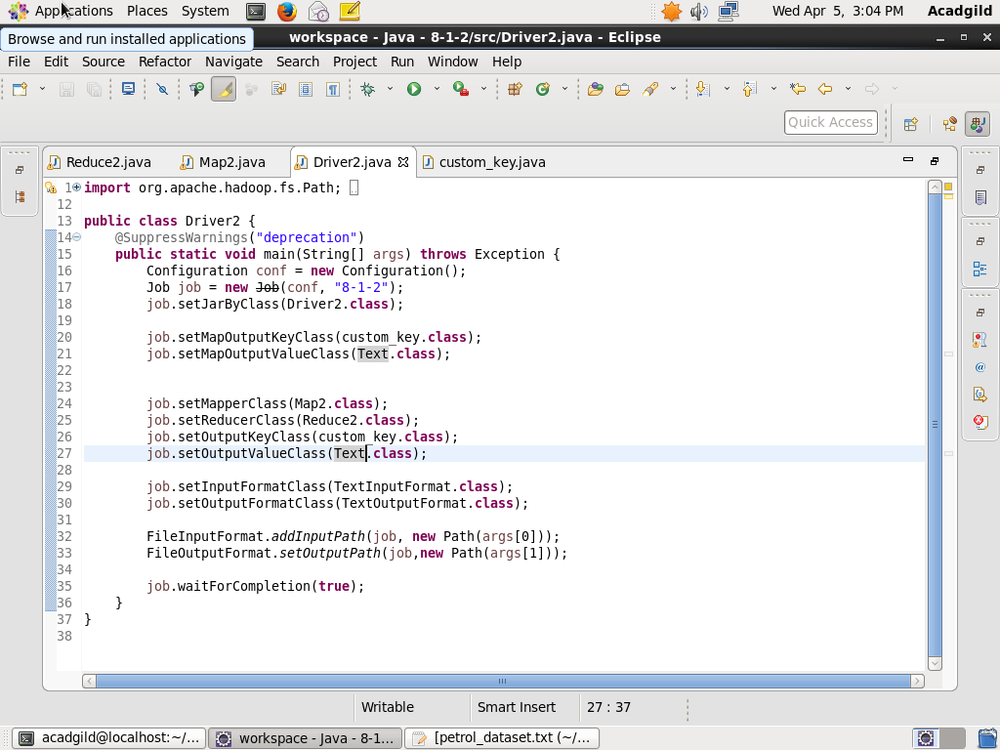 Applications Places System Wed Apr 5, 3:04 PM Acadgild
Browse and run installed applications
workspace - Java - 8-1-2/src/Driver2.java - Eclipse
File Edit Source Refactor Navigate Search Project Run Window Help
Quick Access
Reduce2.java Map2.java Driver2.java custom_key.java
1 import org.apache.hadoop.fs.Path;
12
13 public class Driver2 {
14 @SuppressWarnings("deprecation")
15 public static void main(String[] args) throws Exception {
16 Configuration conf = new Configuration();
17 Job job = new Job(conf, "8-1-2");
18 job.setJarByClass(Driver2.class);
19
20 job.setMapOutputKeyClass(custom_key.class);
21 job.setMapOutputValueClass(Text.class);
22
23
24 job.setMapperClass(Map2.class);
25 job.setReducerClass(Reduce2.class);
26 job.setOutputKeyClass(custom_key.class);
27 job.setOutputValueClass(Text.class);
28
29 job.setInputFormatClass(TextInputFormat.class);
30 job.setOutputFormatClass(TextOutputFormat.class);
31
32 FileInputFormat.addInputPath(job, new Path(args[0]));
33 FileOutputFormat.setOutputPath(job,new Path(args[1]));
34
35 job.waitForCompletion(true);
36 }
37 }
38
Writable Smart Insert 27 : 37
acadgild@localhost:~/... workspace - Java - 8-1... [petrol_dataset.txt (~/...